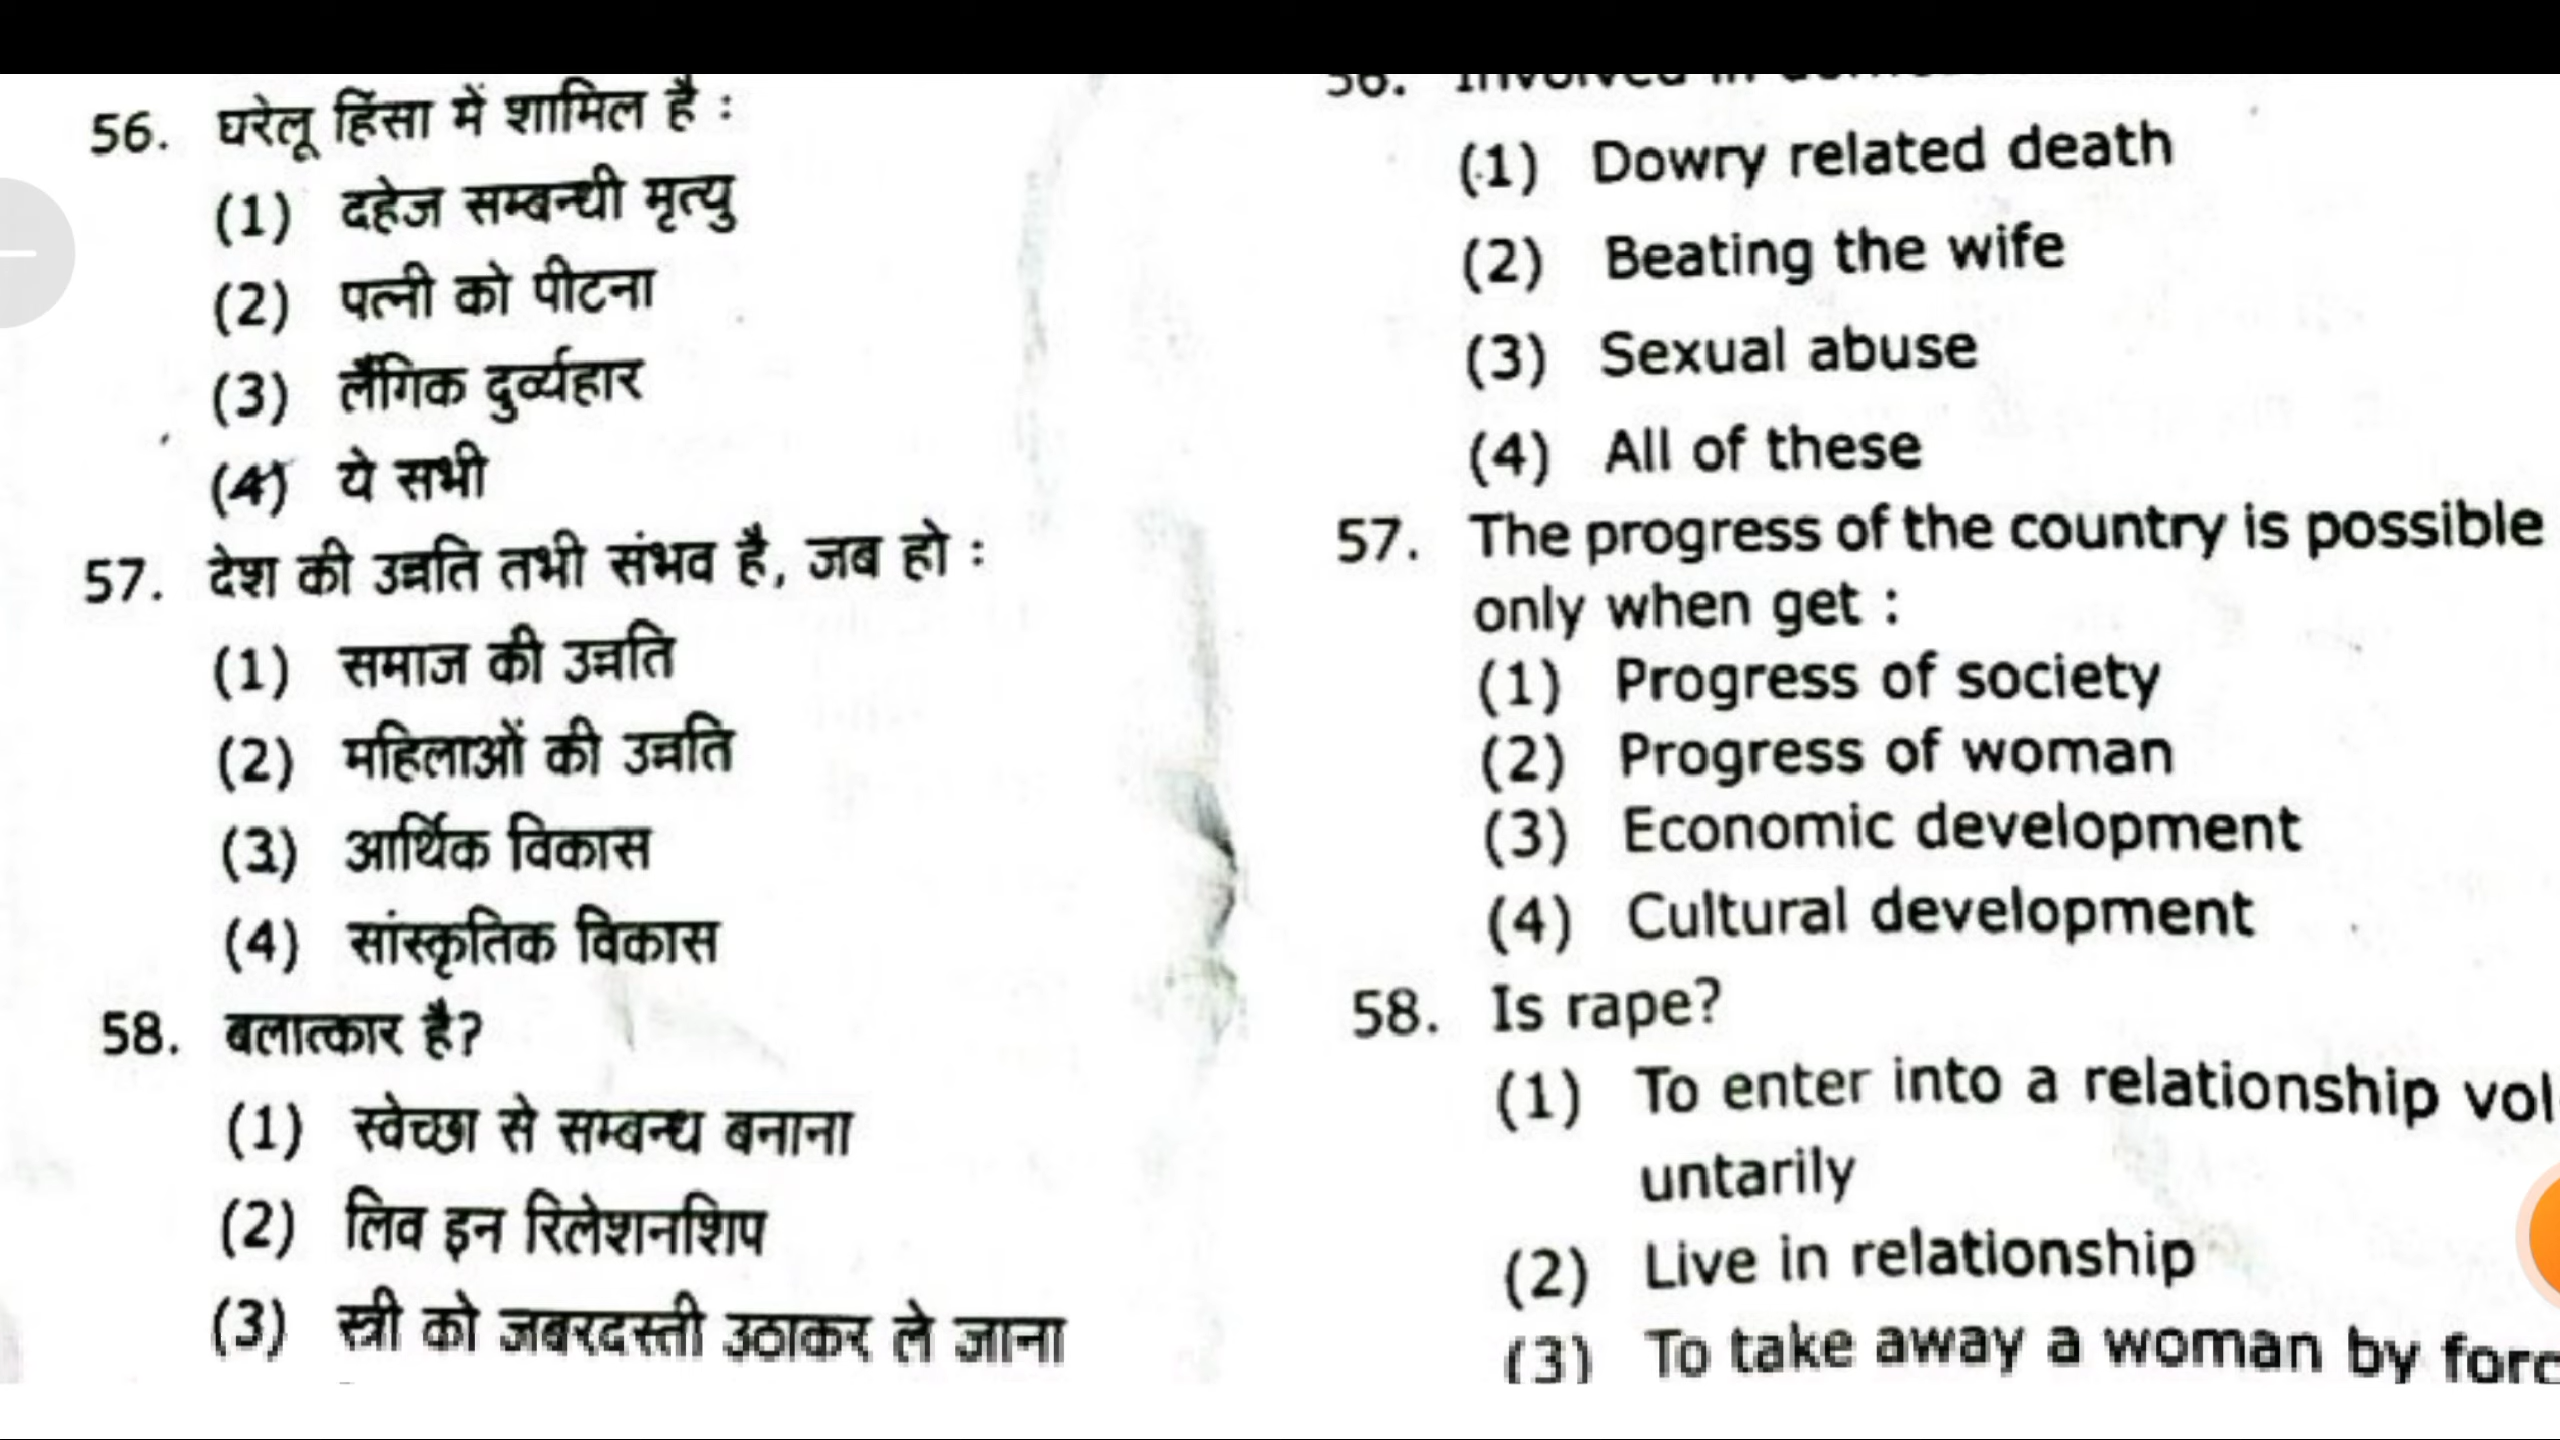 56. घरेलू हिंसा में शामिल है :
(1) दहेज सम्बन्धी मृत्यु
(2) पत्नी को पीटना
(3) लैंगिक दुर्व्यहार
(4) ये सभी
57. देश की उन्नति तभी संभव है, जब हो :
(1) समाज की उन्नति
(2) महिलाओं की उन्नति
(3) आर्थिक विकास
(4) सांस्कृतिक विकास
58. बलात्कार है?
(1) स्वेच्छा से सम्बन्ध बनाना
(2) लिव इन रिलेशनशिप
(3) स्त्री को जबरदस्ती उठाकर ले जाना
56. Involved in
(1) Dowry related death
(2) Beating the wife
(3) Sexual abuse
(4) All of these
57. The progress of the country is possible
only when get :
(1) Progress of society
(2) Progress of woman
(3) Economic development
(4) Cultural development
58. Is rape?
(1) To enter into a relationship vol
untarily
(2) Live in relationship
(3) To take away a woman by forc